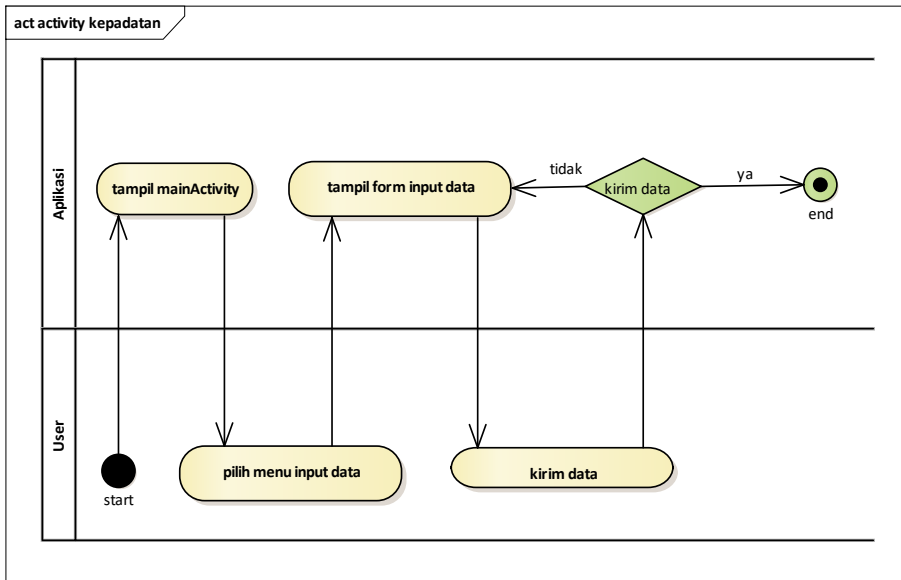 act activity kepadatan
Aplikasi
tampil mainActivity
tampil form input data
tidak
kirim data
ya
end
User
start
pilih menu input data
kirim data